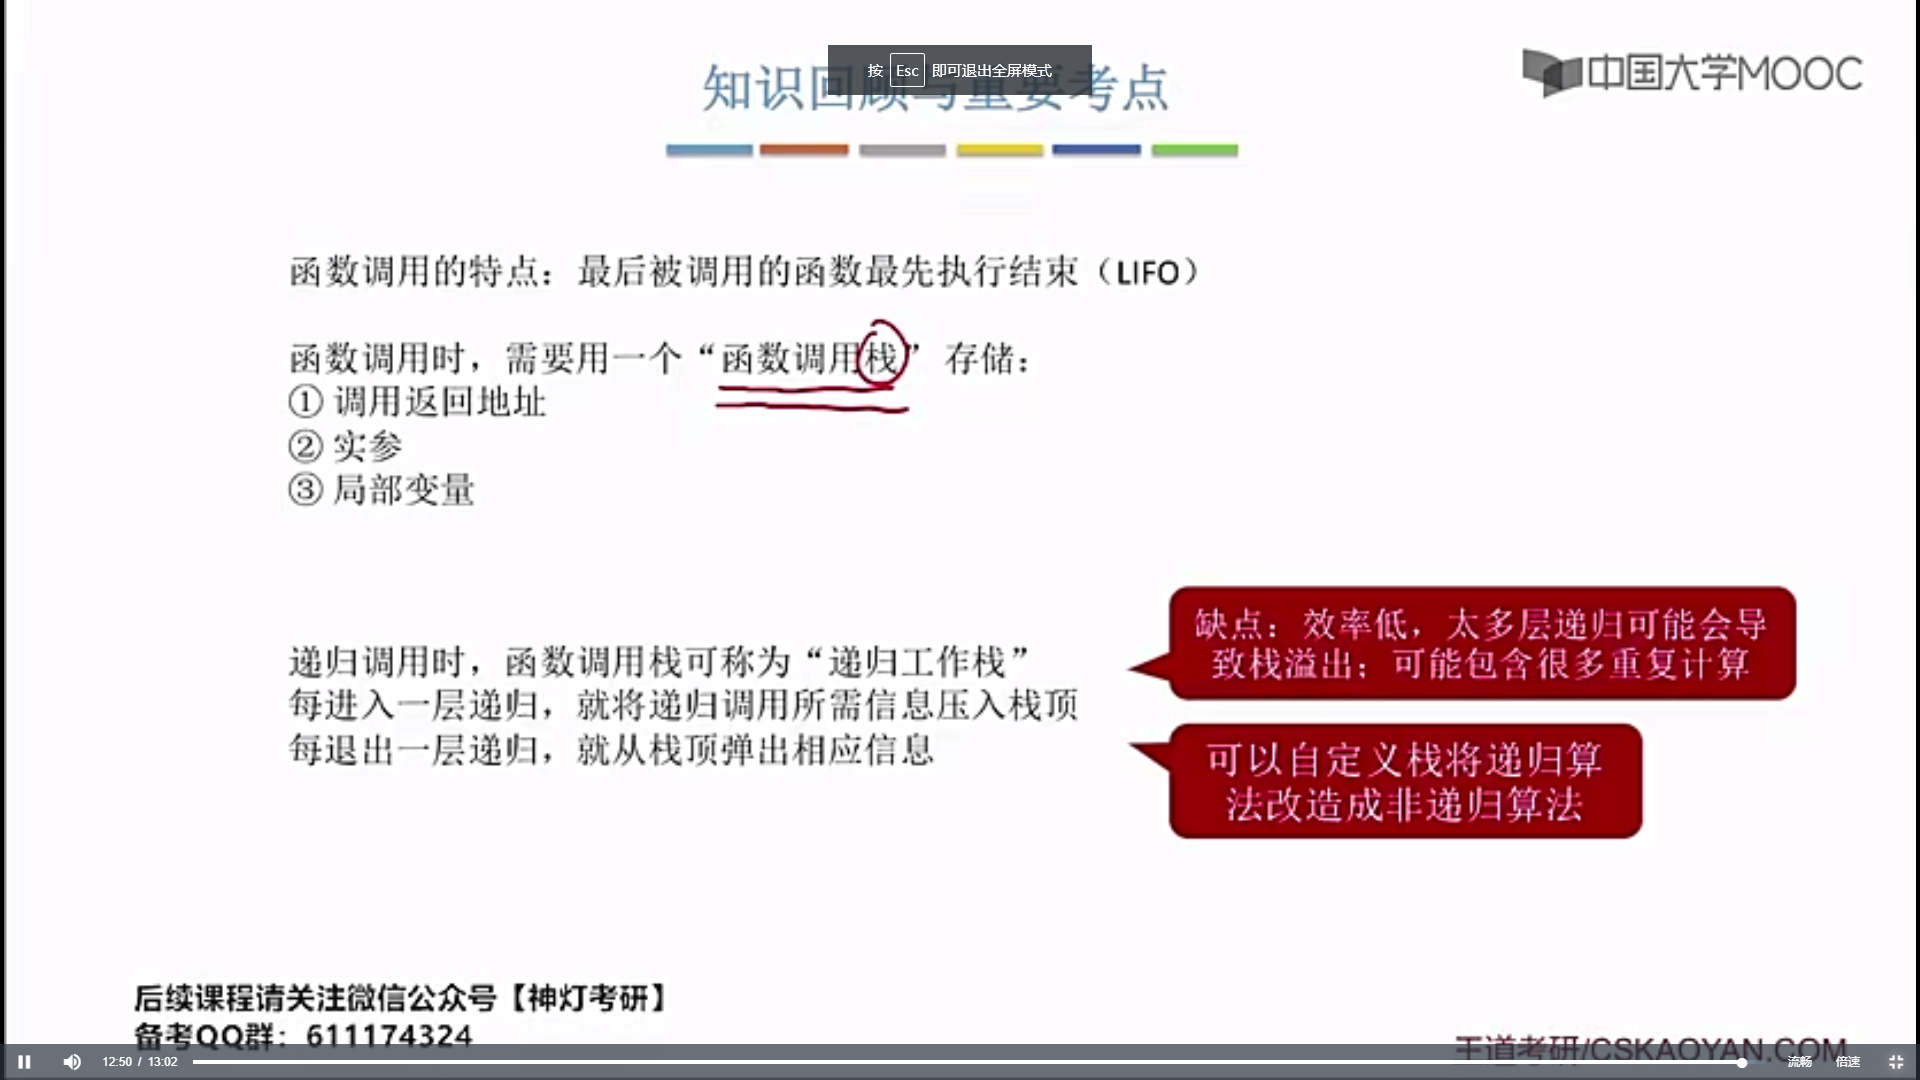 按 Esc 即可退出全屏模式
知识回顾与重要考点
中国大学MOOC
函数调用的特点：最后被调用的函数最先执行结束（LIFO）
函数调用时，需要用一个“函数调用栈” 存储：
① 调用返回地址
② 实参
③ 局部变量
缺点：效率低，太多层递归可能会导
致栈溢出；可能包含很多重复计算
递归调用时，函数调用栈可称为“递归工作栈”
每进入一层递归，就将递归调用所需信息压入栈顶
每退出一层递归，就从栈顶弹出相应信息
可以自定义栈将递归算
法改造成非递归算法
后续课程请关注微信公众号【神灯考研】
备考QQ群：611174324
王道考研/CSKAOYAN.COM
12:50 / 13:02
流畅 倍速